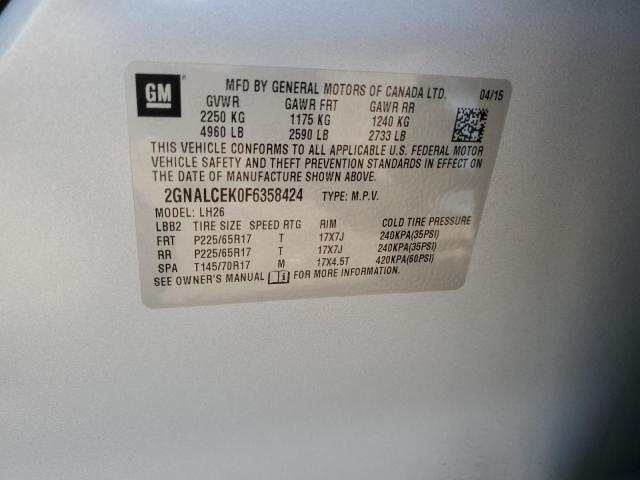 GM
MFD BY GENERAL MOTORS OF CANADA LTD. 04/15
GVWR GAWR FRT GAWR RR
2250 KG 1175 KG 1240 KG
4960 LB 2590 LB 2733 LB
THIS VEHICLE CONFORMS TO ALL APPLICABLE U.S. FEDERAL MOTOR
VEHICLE SAFETY AND THEFT PREVENTION STANDARDS IN EFFECT ON
THE DATE OF MANUFACTURE SHOWN ABOVE.
2GNALCEK0F6358424 TYPE: M.P.V.
MODEL: LH26
LBB2 TIRE SIZE SPEED RTG RIM COLD TIRE PRESSURE
FRT P225/65R17 T 17X7J 240KPA(35PSI)
RR P225/65R17 T 17X7J 240KPA(35PSI)
SPA T145/70R17 M 17X4.5T 420KPA(60PSI)
SEE OWNER'S MANUAL FOR MORE INFORMATION.